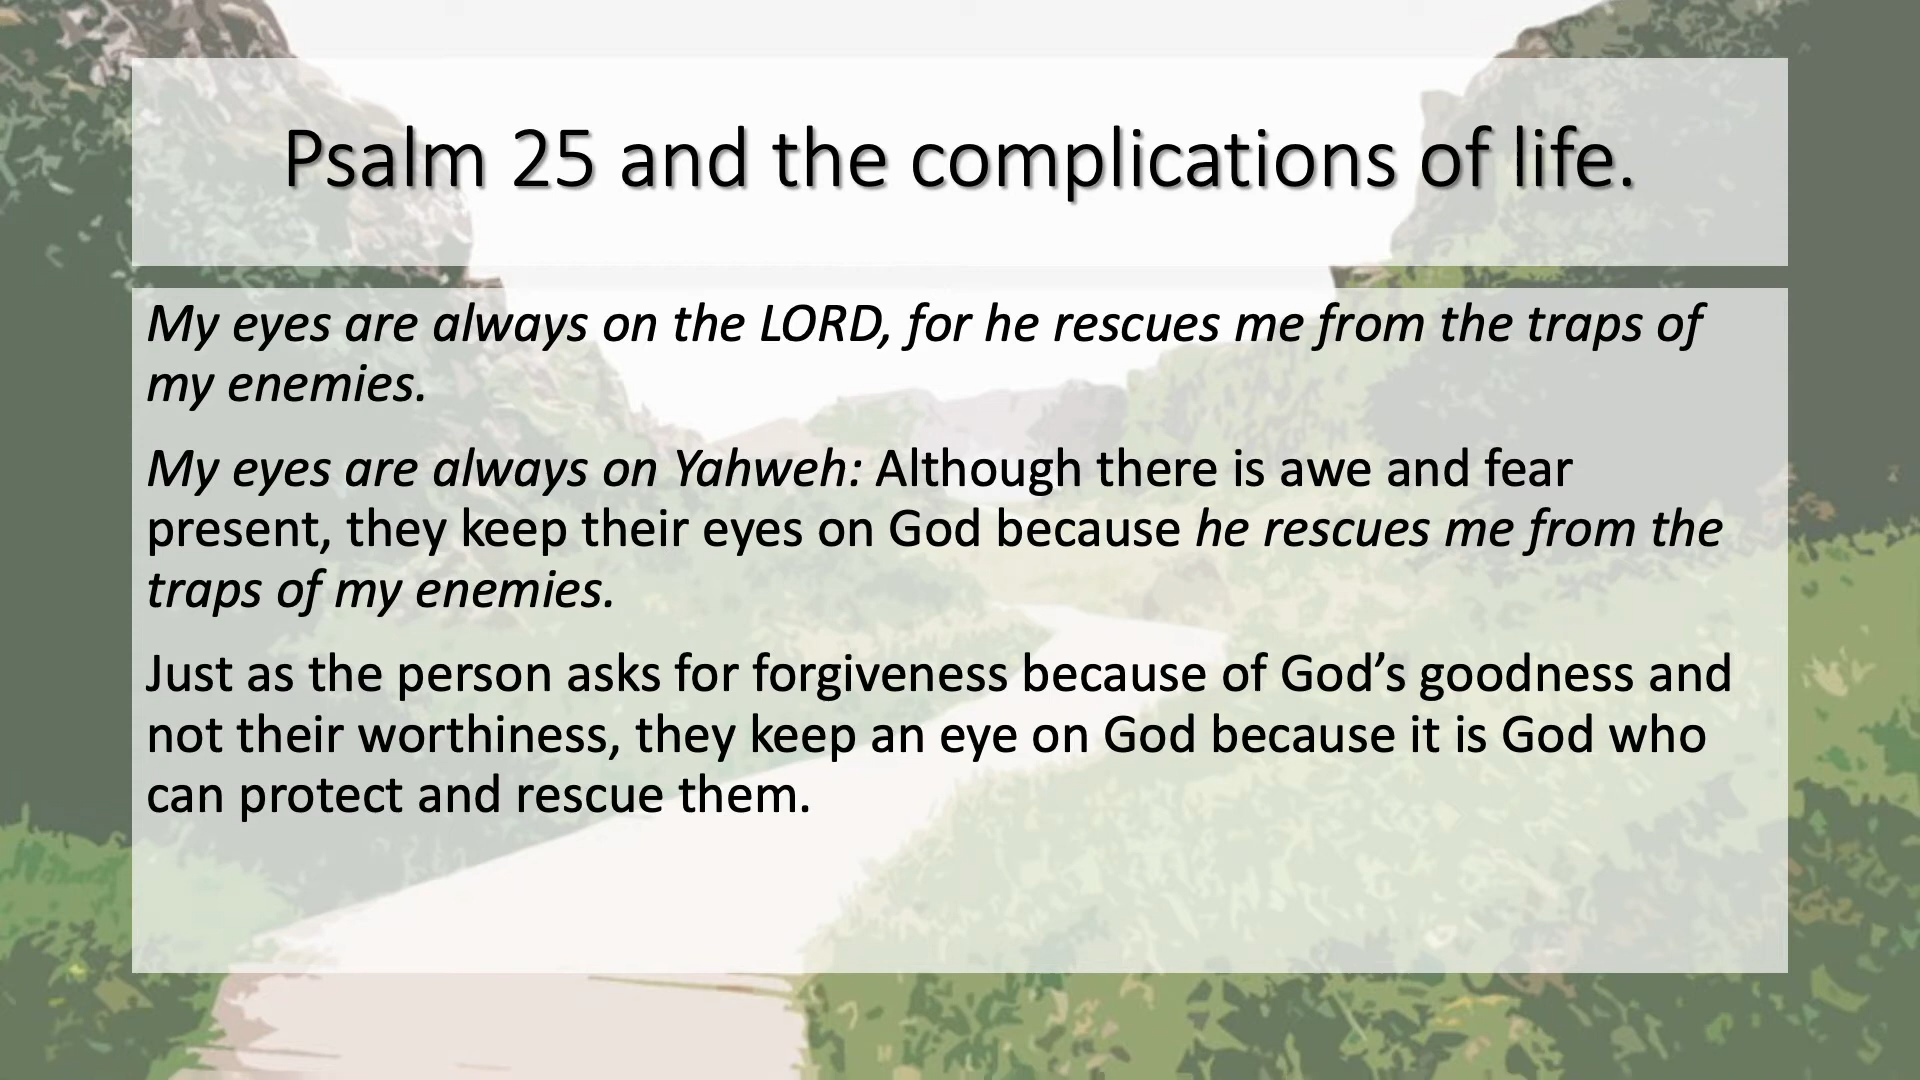 Psalm 25 and the complications of life.
My eyes are always on the LORD, for he rescues me from the traps of
my enemies.
My eyes are always on Yahweh: Although there is awe and fear
present, they keep their eyes on God because he rescues me from the
traps of my enemies.
Just as the person asks for forgiveness because of God’s goodness and
not their worthiness, they keep an eye on God because it is God who
can protect and rescue them.